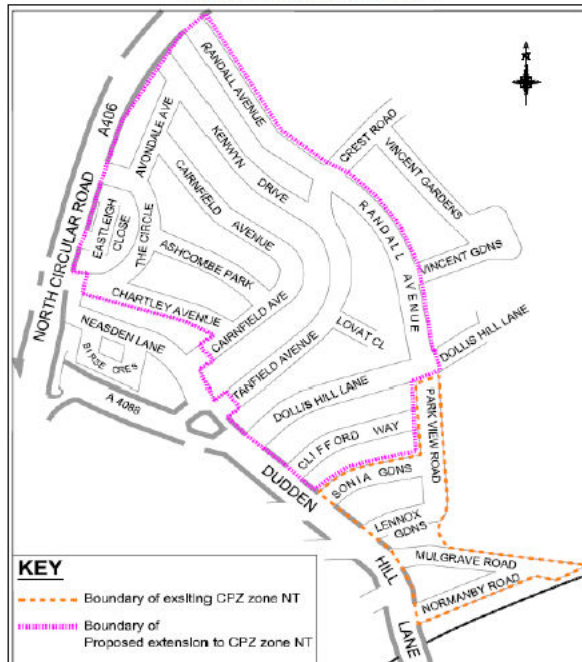 RANDALL AVENUE
A406
AVONDALE AVE
KENWYN DRIVE
CAIRNFIELD AVENUE
CREST ROAD
VINCENT GARDENS
NORTH CIRCULAR ROAD
EASTLEIGH CLOSE
THE CIRCLE
ASHCOMBE PARK
RANDALL AVENUE
VINCENT GDNS
CHARTLEY AVENUE
CAIRNFIELD AVE
LOVAT CL
NEASDEN LANE
BIRSE CRES
TANFIELD AVENUE
DOLLIS HILL LANE
A 4088
DOLLIS HILL LANE
PARK VIEW ROAD
CLIFFORD WAY
SONIA GDNS
DUDDEN HILL LANE
LENNOX GDNS
MULGRAVE ROAD
NORMANBY ROAD
KEY
Boundary of exsiting CPZ zone NT
Boundary of
Proposed extension to CPZ zone NT